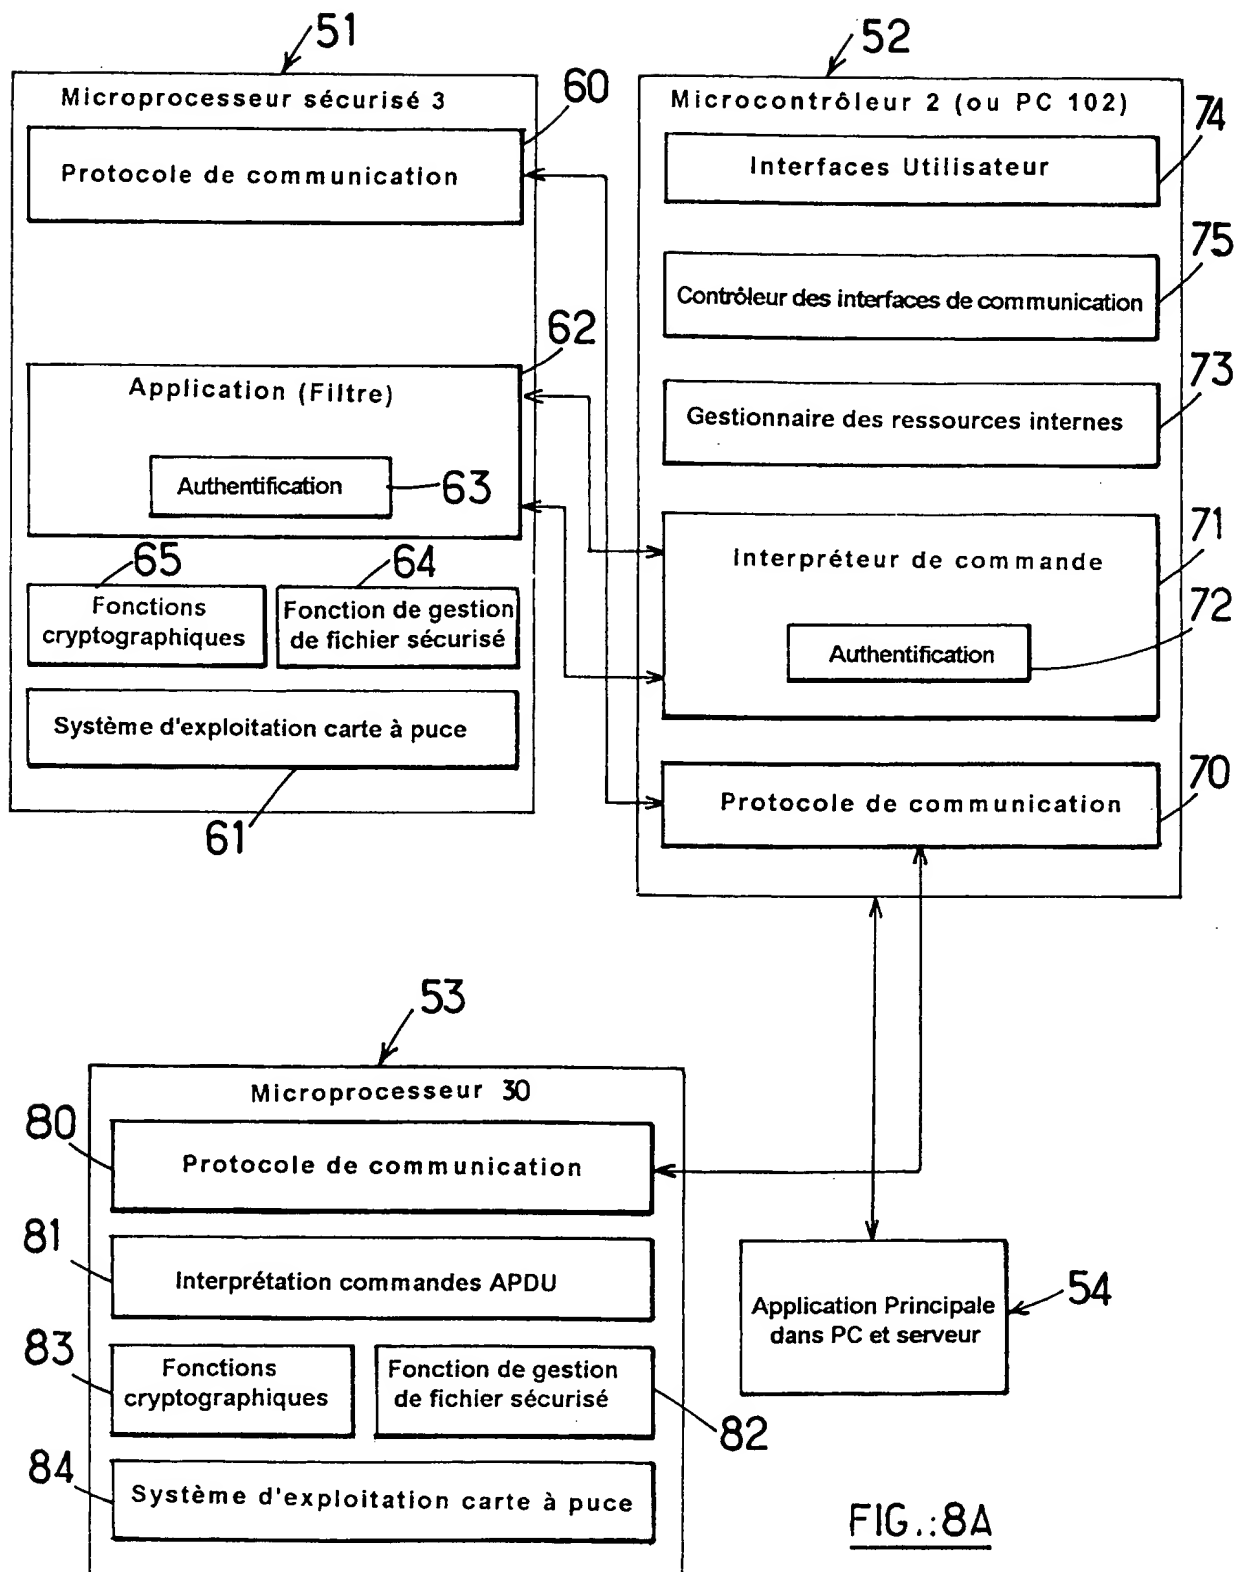 51
Microprocesseur sécurisé 3
60
Protocole de communication
62
Application (Filtre)
Authentification
63
65
64
Fonctions
cryptographiques
Fonction de gestion
de fichier sécurisé
Système d'exploitation carte à puce
61
52
Microcontrôleur 2 (ou PC 102)
74
Interfaces Utilisateur
75
Contrôleur des interfaces de communication
73
Gestionnaire des ressources internes
71
Interpréteur de commande
72
Authentification
70
Protocole de communication
53
Microprocesseur 30
80
Protocole de communication
81
Interprétation commandes APDU
83
Fonctions
cryptographiques
Fonction de gestion
de fichier sécurisé
82
84
Système d'exploitation carte à puce
Application Principale
dans PC et serveur
54
FIG.:8A